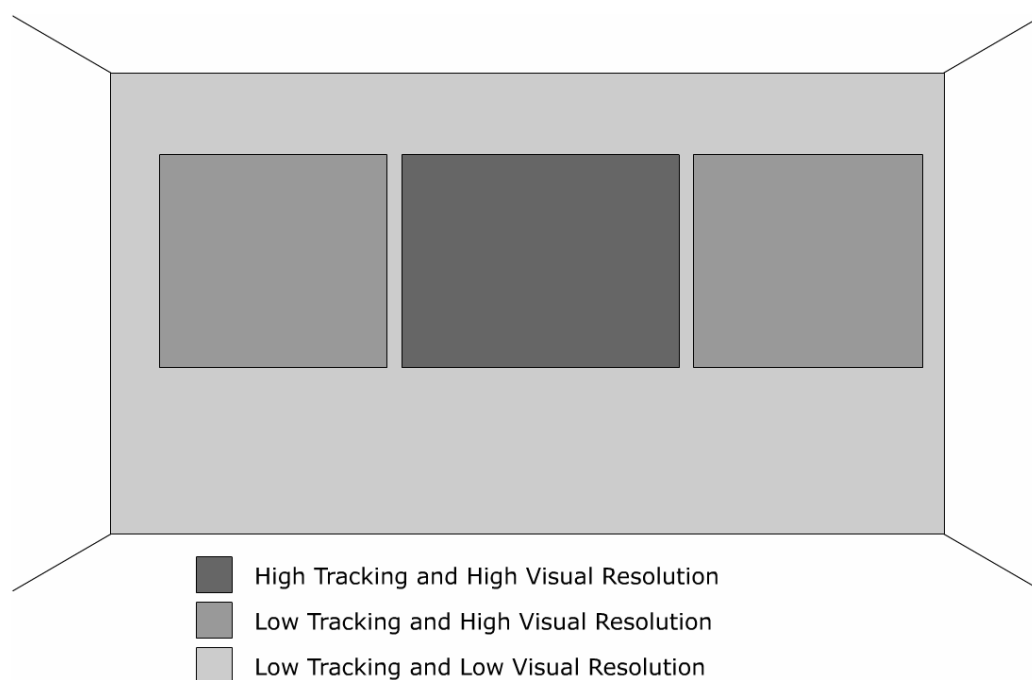 High Tracking and High Visual Resolution
Low Tracking and High Visual Resolution
Low Tracking and Low Visual Resolution